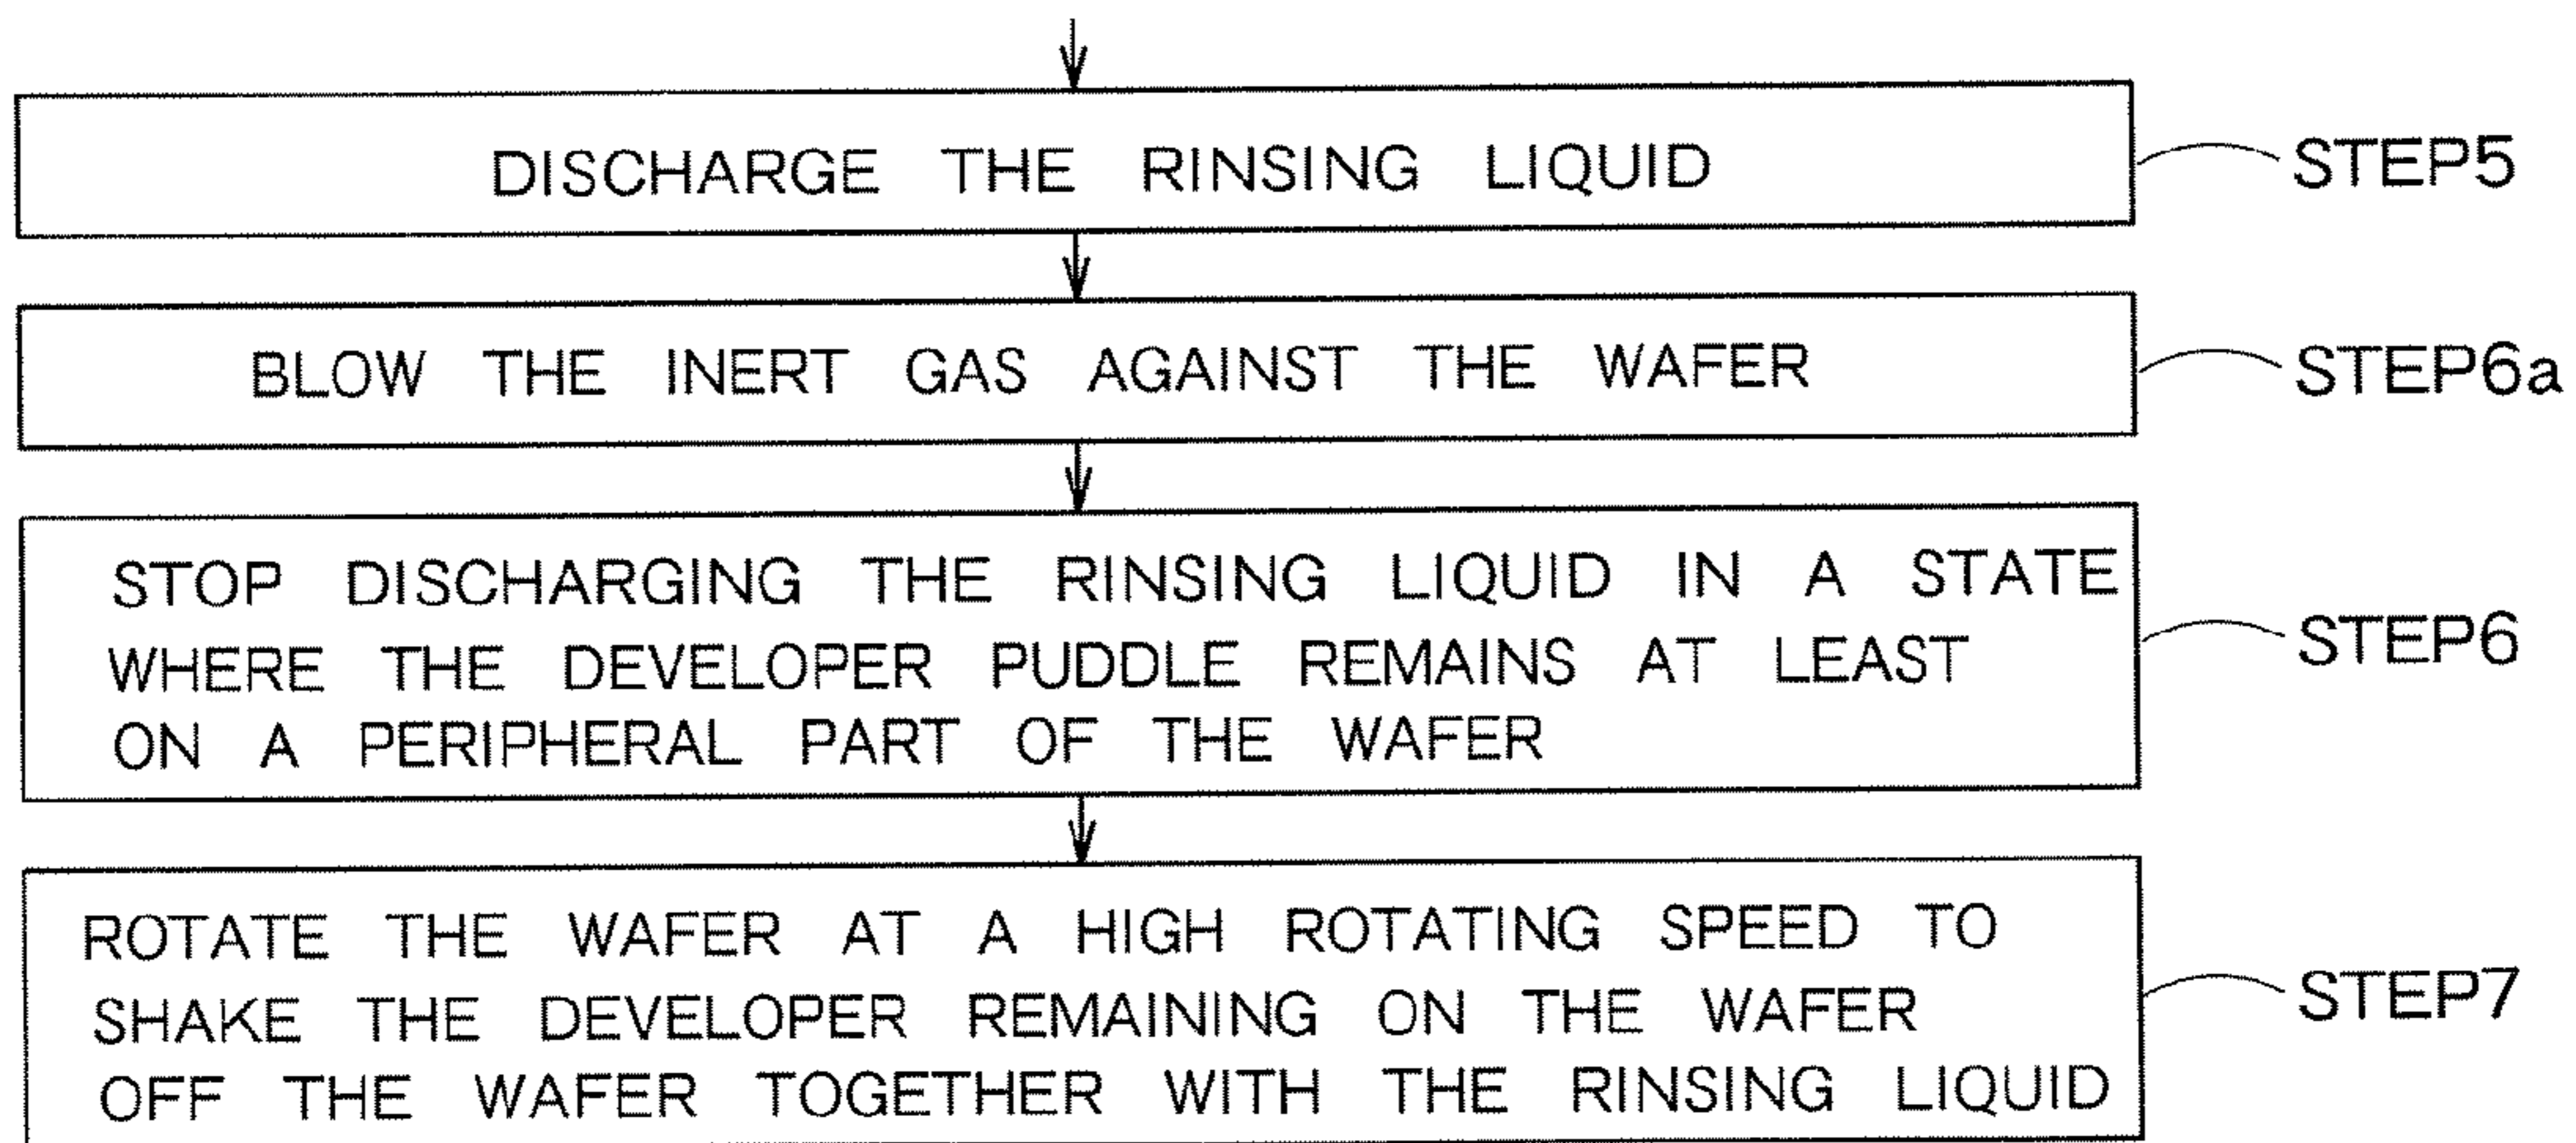 DISCHARGE THE RINSING LIQUID
STEP5
BLOW THE INERT GAS AGAINST THE WAFER
STEP6a
STOP DISCHARGING THE RINSING LIQUID IN A STATE
WHERE THE DEVELOPER PUDDLE REMAINS AT LEAST
ON A PERIPHERAL PART OF THE WAFER
STEP6
ROTATE THE WAFER AT A HIGH ROTATING SPEED TO
SHAKE THE DEVELOPER REMAINING ON THE WAFER
OFF THE WAFER TOGETHER WITH THE RINSING LIQUID
STEP7